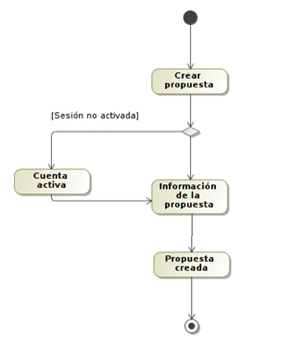 Crear
propuesta
[Sesión no activada]
Cuenta
activa
Información
de la
propuesta
Propuesta
creada